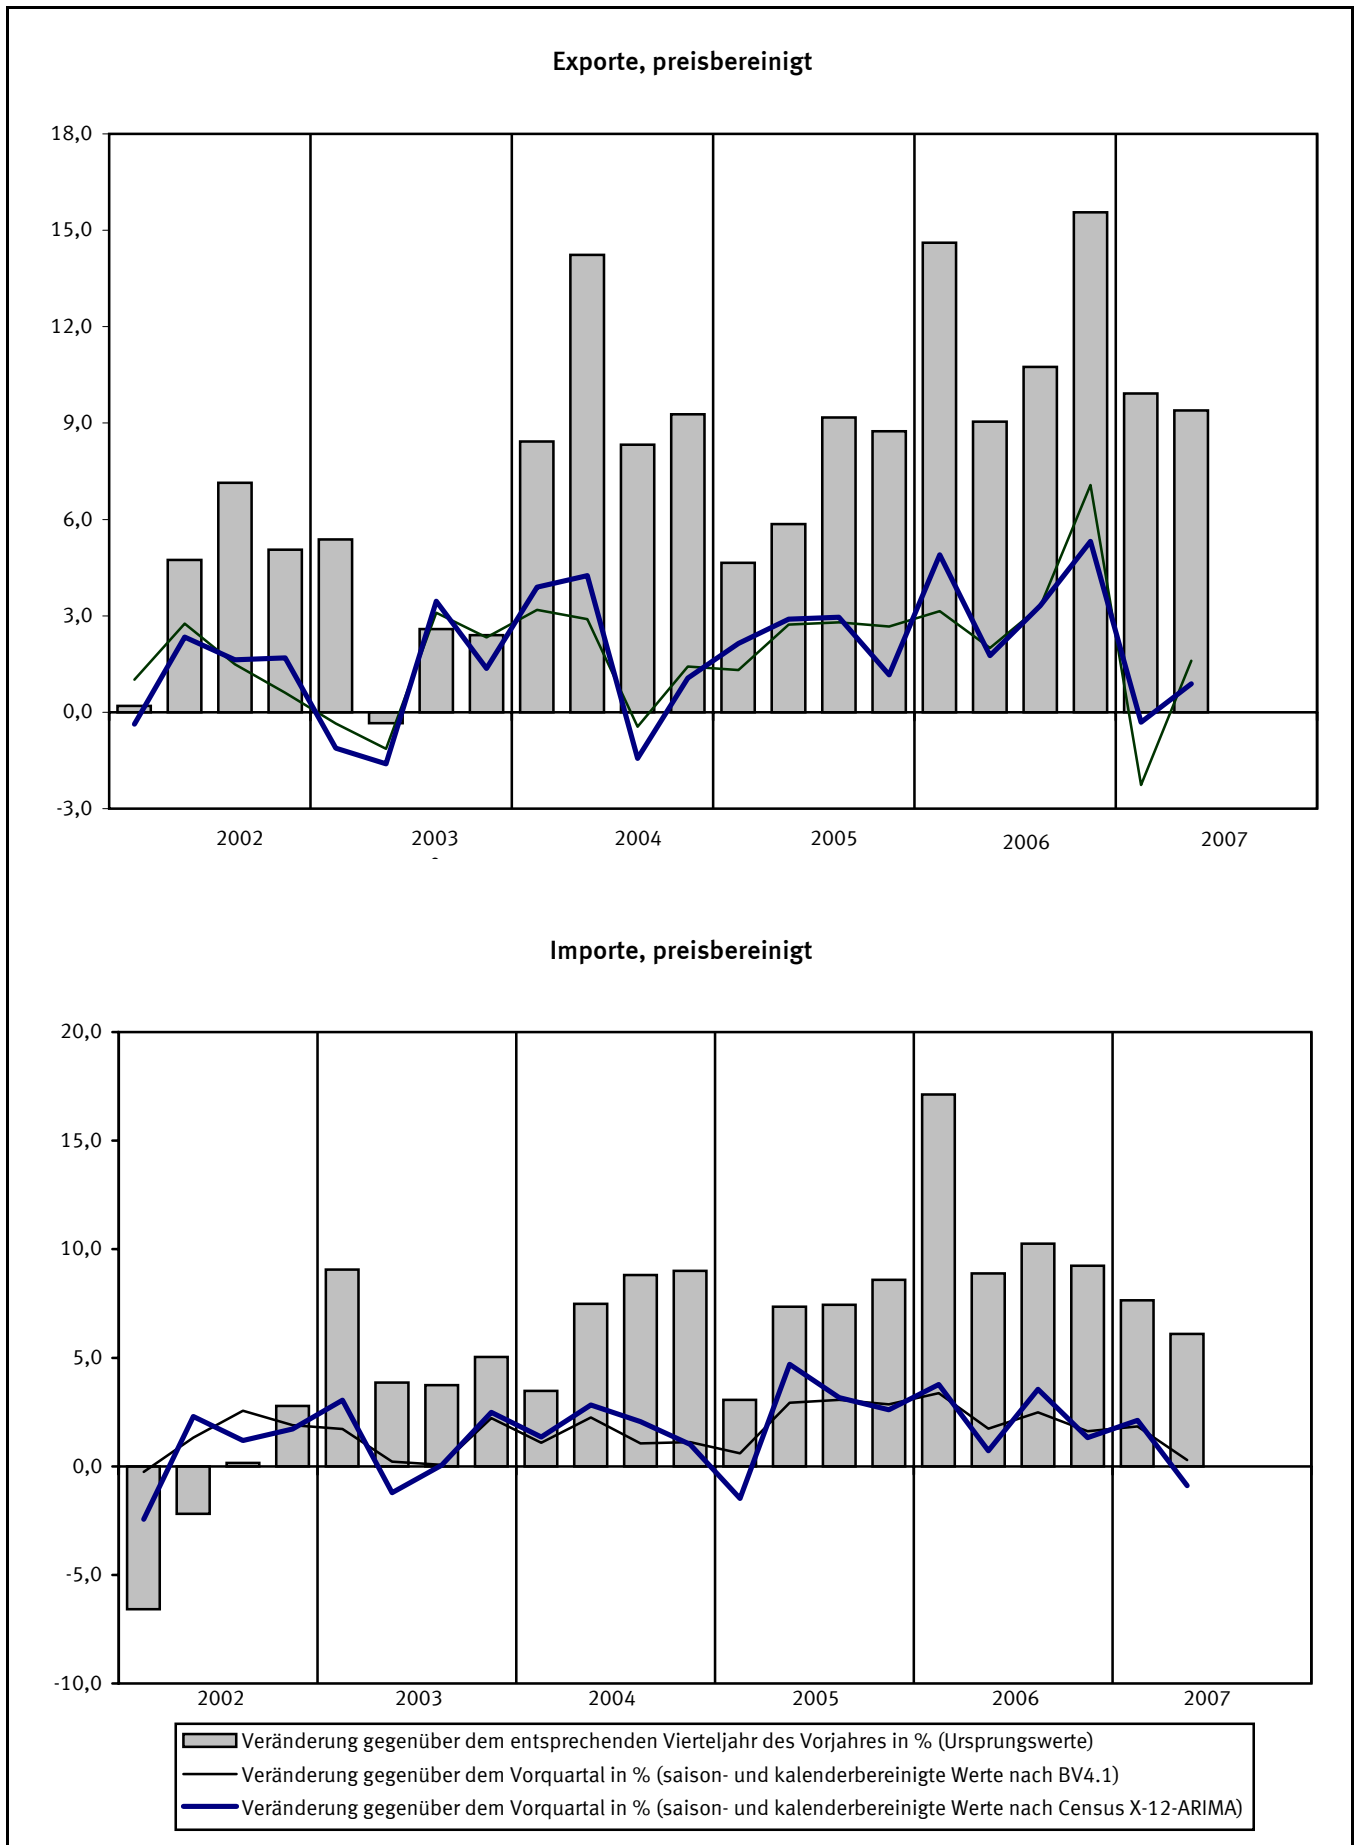 Exporte, preisbereinigt
18,0
15,0
12,0
9,0
6,0
3,0
0,0
-3,0
2002 2003 2004 2005 2006 2007
Importe, preisbereinigt
20,0
15,0
10,0
5,0
0,0
-5,0
-10,0
2002 2003 2004 2005 2006 2007
Veränderung gegenüber dem entsprechenden Vierteljahr des Vorjahres in % (Ursprungswerte)
Veränderung gegenüber dem Vorquartal in % (saison- und kalenderbereinigte Werte nach BV4.1)
Veränderung gegenüber dem Vorquartal in % (saison- und kalenderbereinigte Werte nach Census X-12-ARIMA)